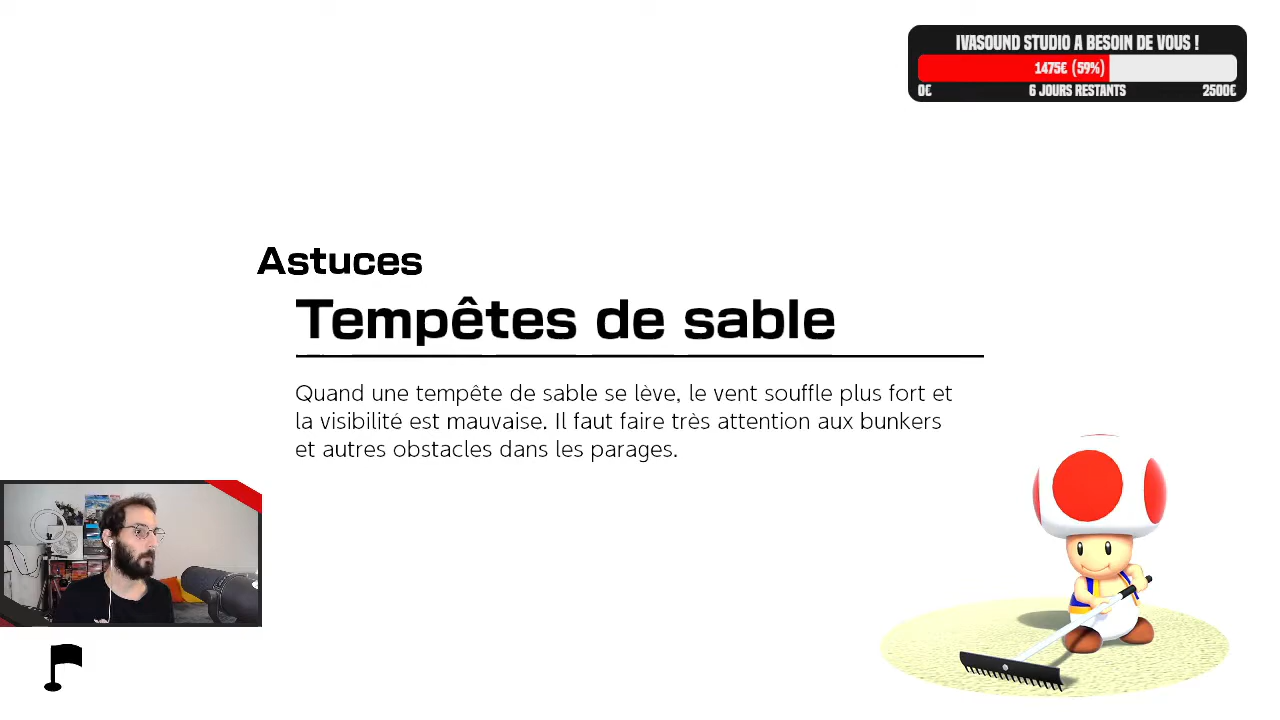 IVASOUND STUDIO A BESOIN DE VOUS !
1475€ (59%)
0€ 6 JOURS RESTANTS 2500€
Astuces
Tempêtes de sable
Quand une tempête de sable se lève, le vent souffle plus fort et
la visibilité est mauvaise. Il faut faire très attention aux bunkers
et autres obstacles dans les parages.